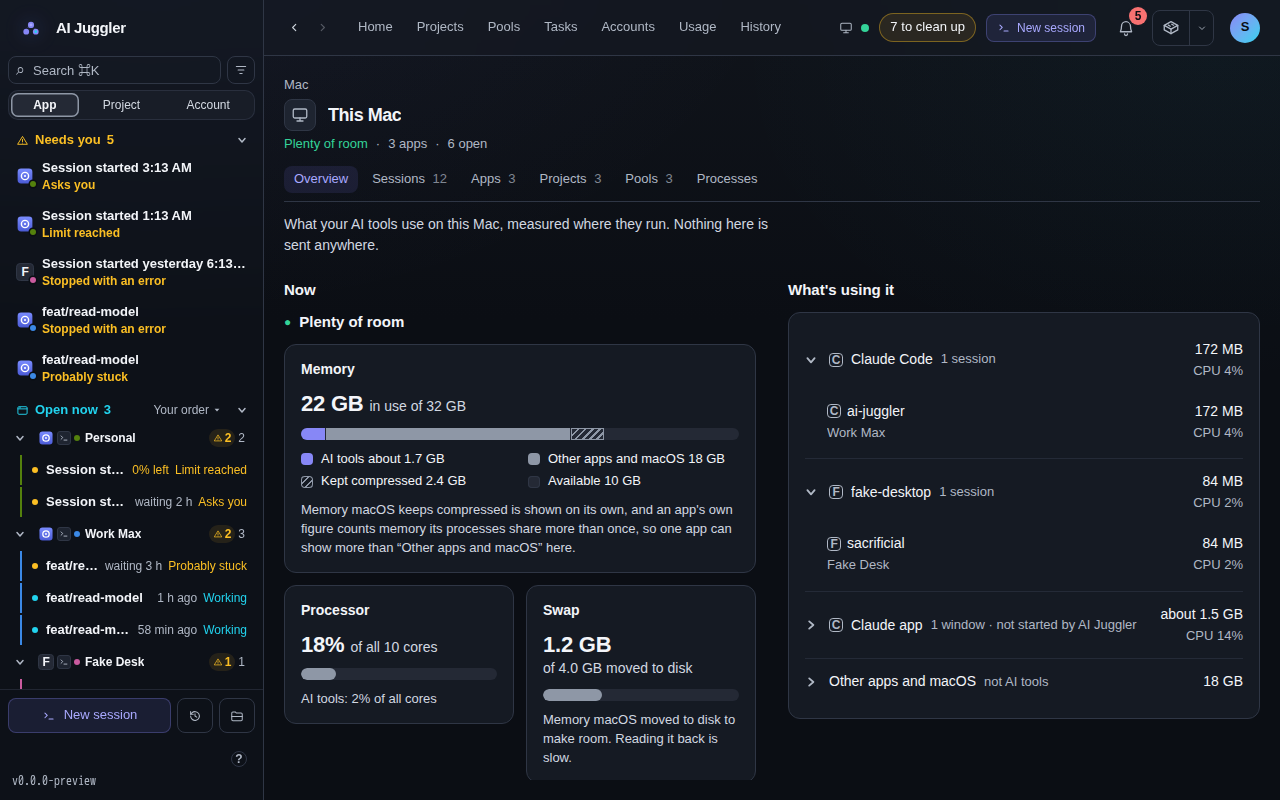 AI Juggler
Search ⌘K
App Project Account
Needs you 5
Session started 3:13 AM
Asks you
Session started 1:13 AM
Limit reached
F
Session started yesterday 6:13…
Stopped with an error
feat/read-model
Stopped with an error
feat/read-model
Probably stuck
Open now 3 Your order
Personal 2 2
Session st… 0% left Limit reached
Session st… waiting 2 h Asks you
Work Max 2 3
feat/re… waiting 3 h Probably stuck
feat/read-model 1 h ago Working
feat/read-m… 58 min ago Working
F Fake Desk 1 1
New session
?
v0.0.0-preview
Home Projects Pools Tasks Accounts Usage History
7 to clean up
New session
5
S
Mac
This Mac
Plenty of room · 3 apps · 6 open
Overview Sessions 12 Apps 3 Projects 3 Pools 3 Processes
What your AI tools use on this Mac, measured where they run. Nothing here is
sent anywhere.
Now
Plenty of room
Memory
22 GB in use of 32 GB
AI tools about 1.7 GB Other apps and macOS 18 GB
Kept compressed 2.4 GB Available 10 GB
Memory macOS keeps compressed is shown on its own, and an app's own
figure counts memory its processes share more than once, so one app can
show more than “Other apps and macOS” here.
Processor
18% of all 10 cores
AI tools: 2% of all cores
Swap
1.2 GB
of 4.0 GB moved to disk
Memory macOS moved to disk to
make room. Reading it back is
slow.
What's using it
C Claude Code 1 session 172 MB
CPU 4%
C ai-juggler 172 MB
Work Max CPU 4%
F fake-desktop 1 session 84 MB
CPU 2%
F sacrificial 84 MB
Fake Desk CPU 2%
C Claude app 1 window · not started by AI Juggler about 1.5 GB
CPU 14%
Other apps and macOS not AI tools 18 GB